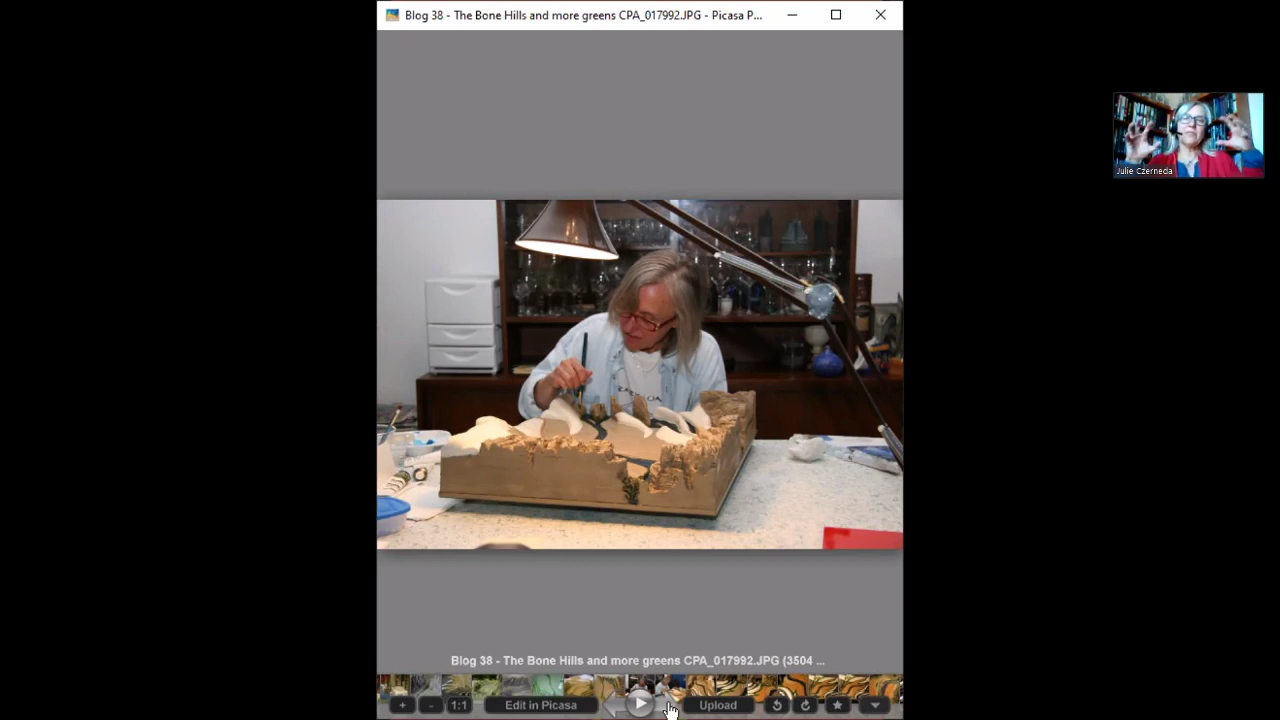 Blog 38 - The Bone Hills and more greens CPA_017992.JPG - Picasa P...
Julie Czerneda
Blog 38 - The Bone Hills and more greens CPA_017992.JPG (3504 ...
+
-
1:1
Edit in Picasa
Upload